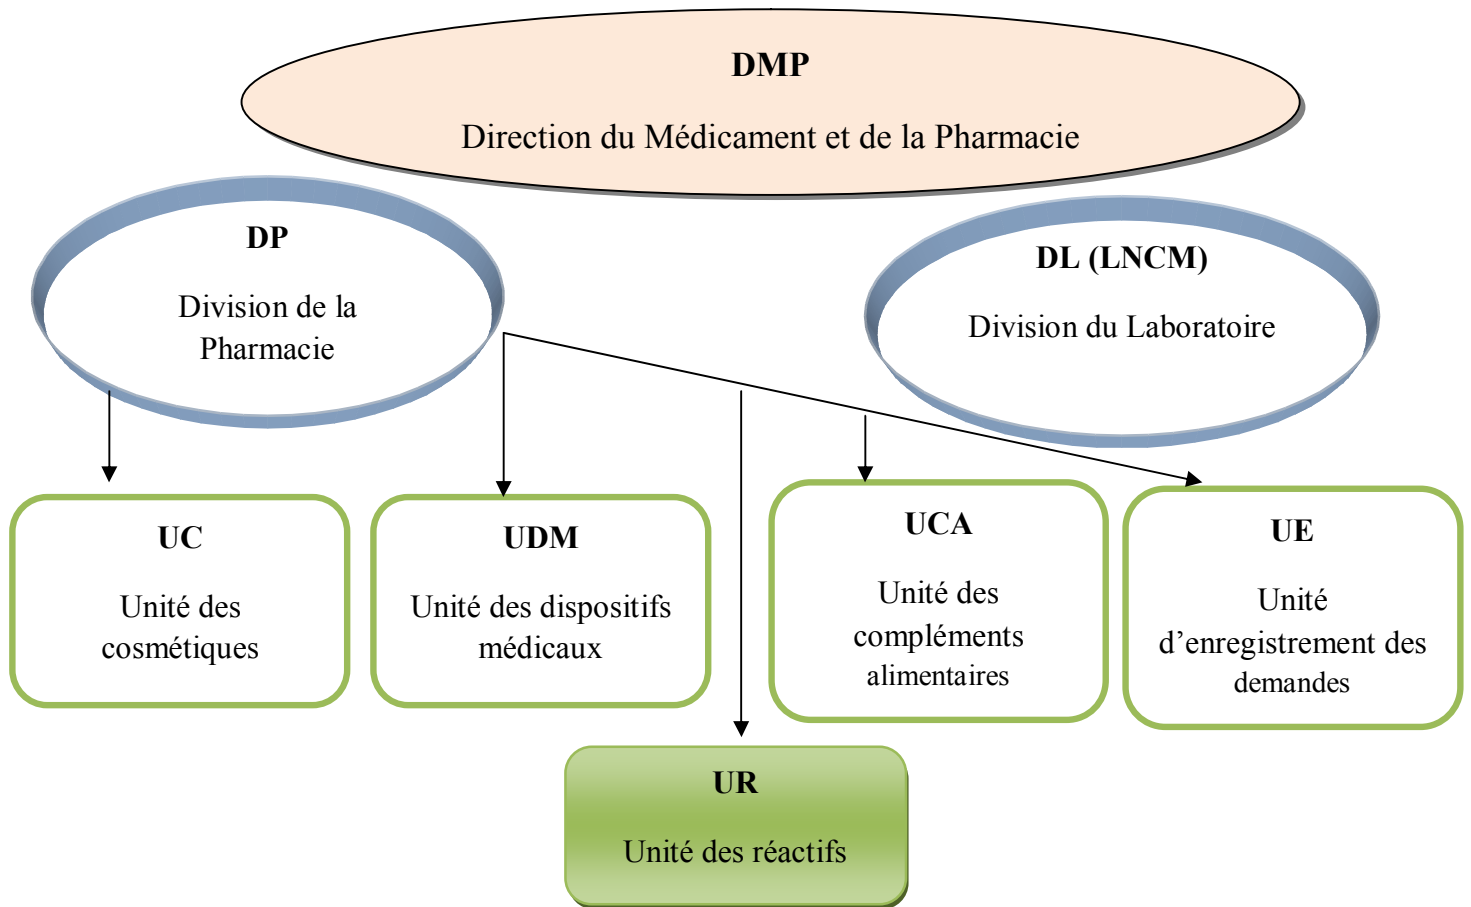 DMP
Direction du Médicament et de la Pharmacie
DP
Division de la
Pharmacie
DL (LNCM)
Division du Laboratoire
UC
Unité des
cosmétiques
UDM
Unité des dispositifs
médicaux
UCA
Unité des
compléments
alimentaires
UE
Unité
d’enregistrement des
demandes
UR
Unité des réactifs